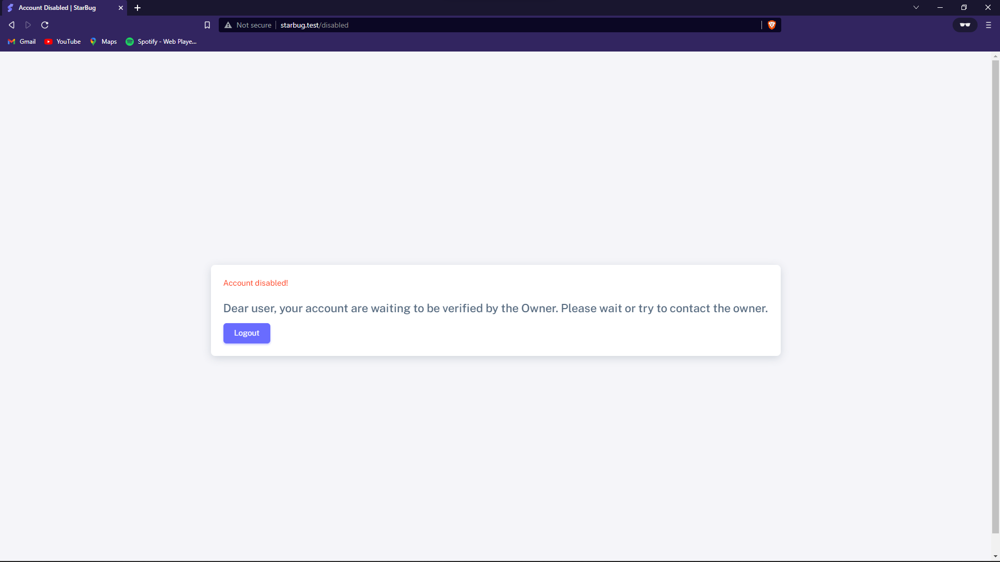 Account Disabled | StarBug
Not secure starbug.test/disabled
Gmail YouTube Maps Spotify - Web Playe...
Account disabled!
Dear user, your account are waiting to be verified by the Owner. Please wait or try to contact the owner.
Logout